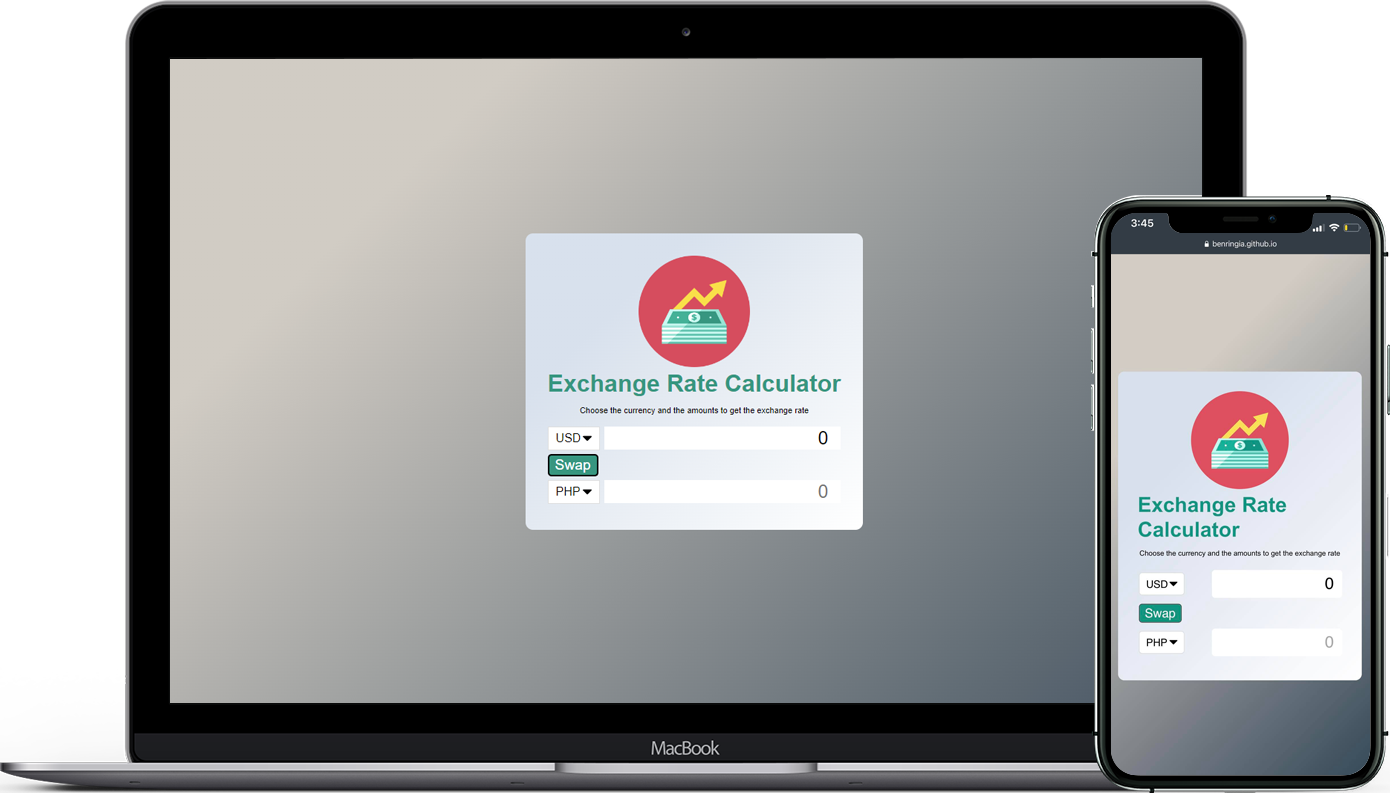 Exchange Rate Calculator
Choose the currency and the amounts to get the exchange rate
USD
0
Swap
PHP
0
MacBook
3:45
benringia.github.io
Exchange Rate
Calculator
Choose the currency and the amounts to get the exchange rate
USD
0
Swap
PHP
0